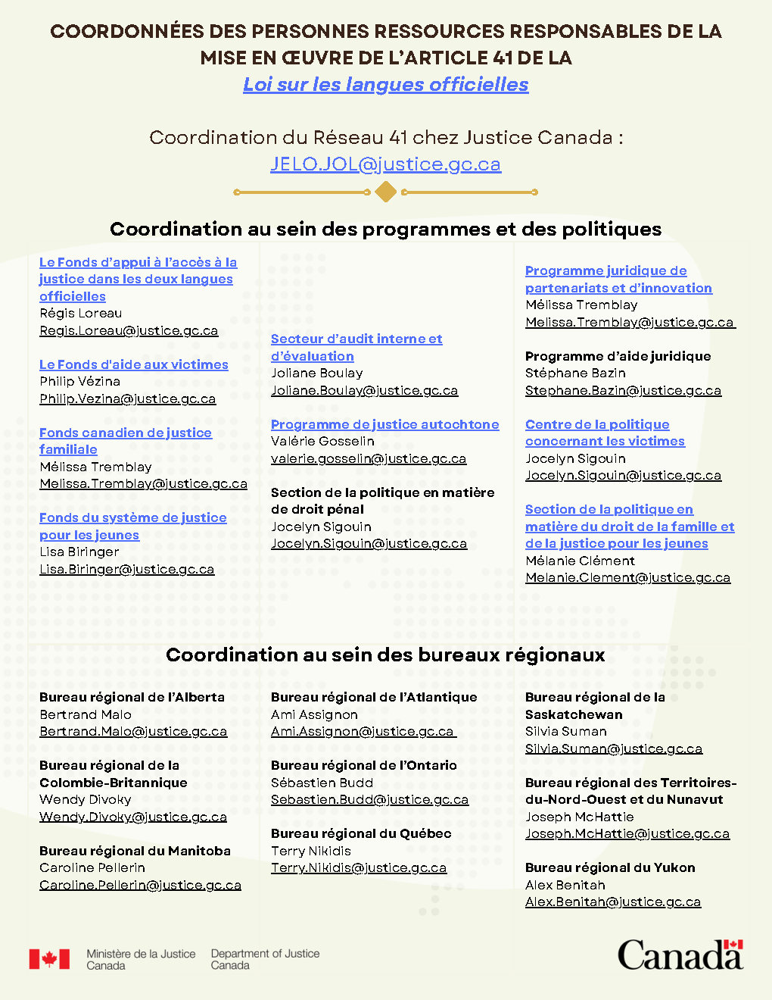 COORDONNÉES DES PERSONNES RESSOURCES RESPONSABLES DE LA
MISE EN ŒUVRE DE L’ARTICLE 41 DE LA
Loi sur les langues officielles
Coordination du Réseau 41 chez Justice Canada :
JELO.JOL@justice.gc.ca
Coordination au sein des programmes et des politiques
Le Fonds d’appui à l’accès à la
justice dans les deux langues
officielles
Régis Loreau
Regis.Loreau@justice.gc.ca
Le Fonds d'aide aux victimes
Philip Vézina
Philip.Vezina@justice.gc.ca
Fonds canadien de justice
familiale
Mélissa Tremblay
Melissa.Tremblay@justice.gc.ca
Fonds du système de justice
pour les jeunes
Lisa Biringer
Lisa.Biringer@justice.gc.ca
Secteur d’audit interne et
d’évaluation
Joliane Boulay
Joliane.Boulay@justice.gc.ca
Programme de justice autochtone
Valérie Gosselin
valerie.gosselin@justice.gc.ca
Section de la politique en matière
de droit pénal
Jocelyn Sigouin
Jocelyn.Sigouin@justice.gc.ca
Programme juridique de
partenariats et d’innovation
Mélissa Tremblay
Melissa.Tremblay@justice.gc.ca
Programme d’aide juridique
Stéphane Bazin
Stephane.Bazin@justice.gc.ca
Centre de la politique
concernant les victimes
Jocelyn Sigouin
Jocelyn.Sigouin@justice.gc.ca
Section de la politique en
matière du droit de la famille et
de la justice pour les jeunes
Mélanie Clément
Melanie.Clement@justice.gc.ca
Coordination au sein des bureaux régionaux
Bureau régional de l’Alberta
Bertrand Malo
Bertrand.Malo@justice.gc.ca
Bureau régional de la
Colombie-Britannique
Wendy Divoky
Wendy.Divoky@justice.gc.ca
Bureau régional du Manitoba
Caroline Pellerin
Caroline.Pellerin@justice.gc.ca
Bureau régional de l’Atlantique
Ami Assignon
Ami.Assignon@justice.gc.ca
Bureau régional de l’Ontario
Sébastien Budd
Sebastien.Budd@justice.gc.ca
Bureau régional du Québec
Terry Nikidis
Terry.Nikidis@justice.gc.ca
Bureau régional de la
Saskatchewan
Silvia Suman
Silvia.Suman@justice.gc.ca
Bureau régional des Territoires-
du-Nord-Ouest et du Nunavut
Joseph McHattie
Joseph.McHattie@justice.gc.ca
Bureau régional du Yukon
Alex Benitah
Alex.Benitah@justice.gc.ca
Ministère de la Justice
Canada
Department of Justice
Canada
Canada